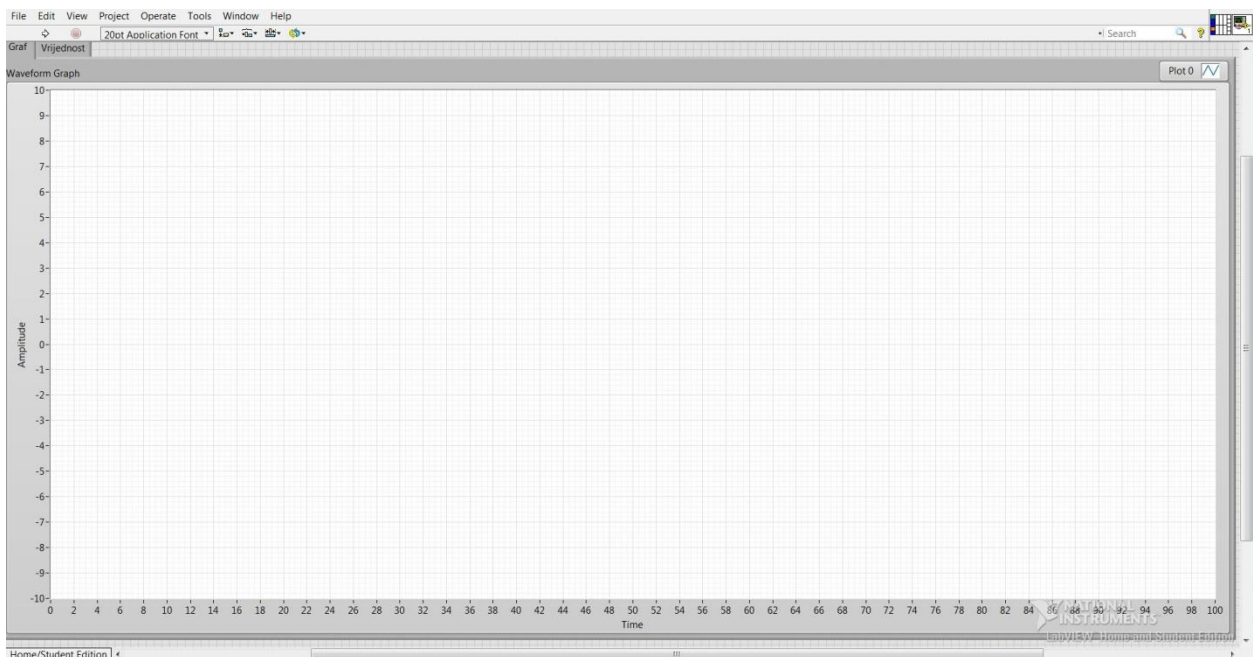 File Edit View Project Operate Tools Window Help
20pt Application Font Search
Graf Vrijednost
Waveform Graph Plot 0
10
9
8
7
6
5
4
3
2
1
0
-1
-2
-3
-4
-5
-6
-7
-8
-9
-10
Amplitude
0 2 4 6 8 10 12 14 16 18 20 22 24 26 28 30 32 34 36 38 40 42 44 46 48 50 52 54 56 58 60 62 64 66 68 70 72 74 76 78 80 82 84 86 88 90 92 94 96 98 100
Time
NATIONAL
INSTRUMENTS
LabVIEW Home and Student Edition
Home/Student Edition